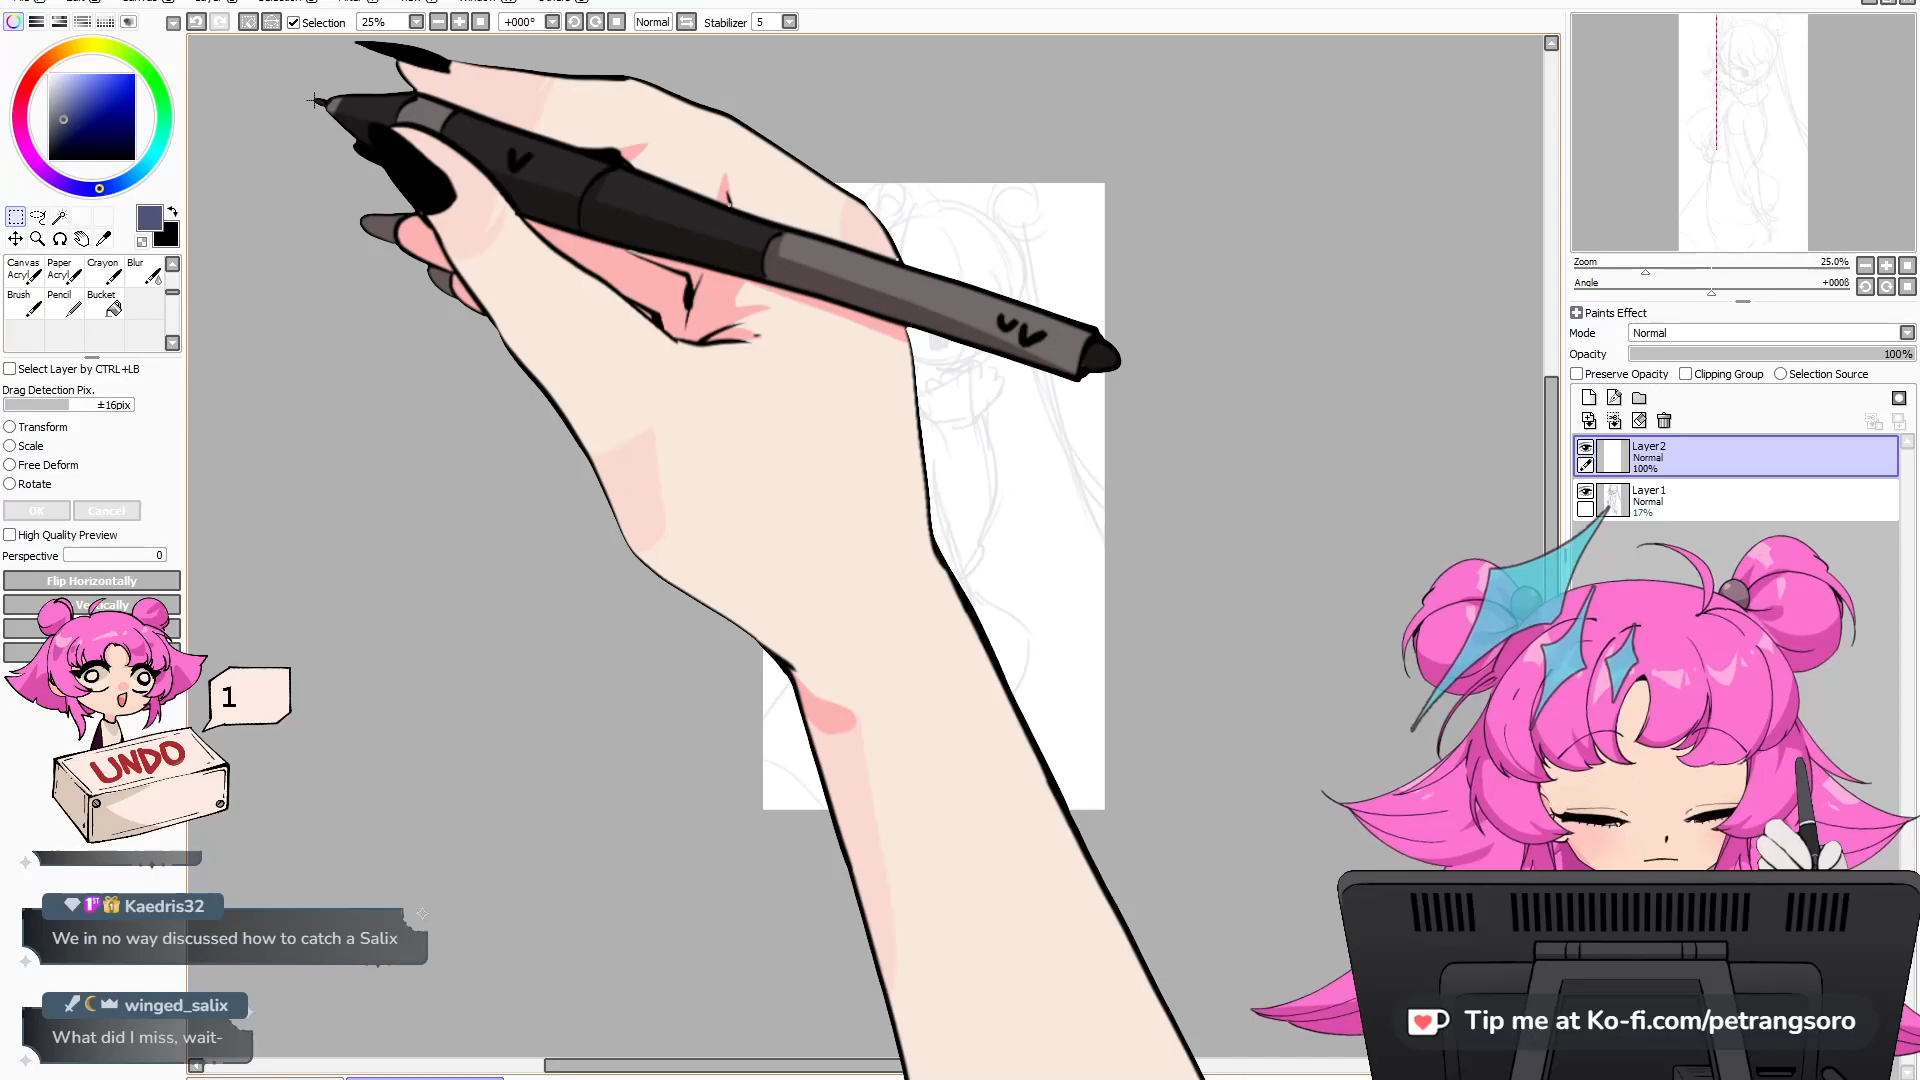 Selection 25% +000° Normal Stabilizer 5
Canvas Acryl
Paper Acryl
Crayon
Blur
Brush
Pencil
Bucket
Select Layer by CTRL+LB
Drag Detection Pix.
±16pix
Transform
Scale
Free Deform
Rotate
OK Cancel
High Quality Preview
Perspective 0
Flip Horizontally
1
UNDO
Kaedris32
We in no way discussed how to catch a Salix
winged_salix
What did I miss, wait-
Zoom 25.0%
Angle +000ß
Paints Effect
Mode Normal
Opacity 100%
Preserve Opacity Clipping Group Selection Source
Layer2
Normal
100%
Layer1
Normal
17%
Tip me at Ko-fi.com/petrangsoro